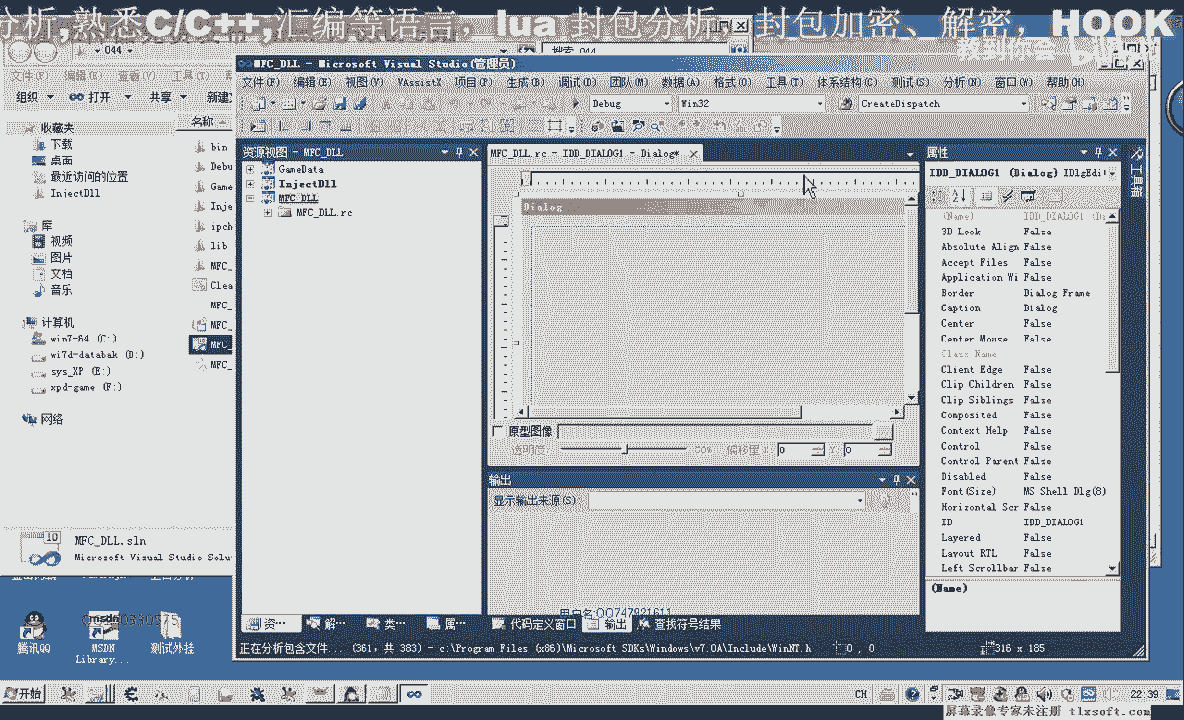 分析,熟悉C/C++,汇编等语言, lua 封包分析、封包加密、解密, HOOK
044
搜索 044
组织
打开
共享
新建
名称
收藏夹
下载
桌面
最近访问的位置
InjectDll
库
视频
图片
文档
音乐
计算机
win7-64 (C:)
wi7d-databak (D:)
sys_XP (E:)
xpd-game (F:)
网络
bin
Debu
Game
Inje
ipch
lib
MFC_
Clea
MFC_
MFC_
MFC_
MFC_
MFC_DLL.sln
Microsoft Visual Studio Solu
MFC_DLL - Microsoft Visual Studio(管理员)
文件(F) 编辑(E) 视图(V) VAssistX 项目(P) 生成(B) 调试(D) 团队(M) 数据(A) 格式(O) 工具(T) 体系结构(C) 测试(S) 分析(N) 窗口(W) 帮助(H)
Debug Win32 CreateDispatch
资源视图 - MFC_DLL
GameData
InjectDll
MFC_DLL
MFC_DLL.rc
MFC_DLL.rc - IDD_DIALOG1 - Dialog*
Dialog
原型图像
透明度: 50% 偏移量 X: 0 Y: 0
输出
显示输出来源(S):
用户名:QQ747921611
代码定义窗口 输出 查找符号结果
资… 解… 类… 属…
属性
工具箱
IDD_DIALOG1 (Dialog) IDlgEdi
(Name) IDD_DIALOG1 (Di
3D Look False
Absolute Align False
Accept Files False
Application Wi False
Border Dialog Frame
Caption Dialog
Center False
Center Mouse False
Class Name
Client Edge False
Clip Children False
Clip Siblings False
Composited False
Context Help False
Control False
Control Parent False
Disabled False
Font(Size) MS Shell Dlg(8)
Horizontal Scr False
ID IDD_DIALOG1
Layered False
Layout RTL False
Left Scrollbar False
(Name)
正在分析包含文件... (361, 共 383) - c:\Program Files (x86)\Microsoft SDKs\Windows\v7.0A\Include\WinNT.h 0 , 0 316 x 185
腾讯QQ
MSDN
Library...
测试外挂
开始
CH
22:39
屏幕录像专家未注册 tlxsoft.com